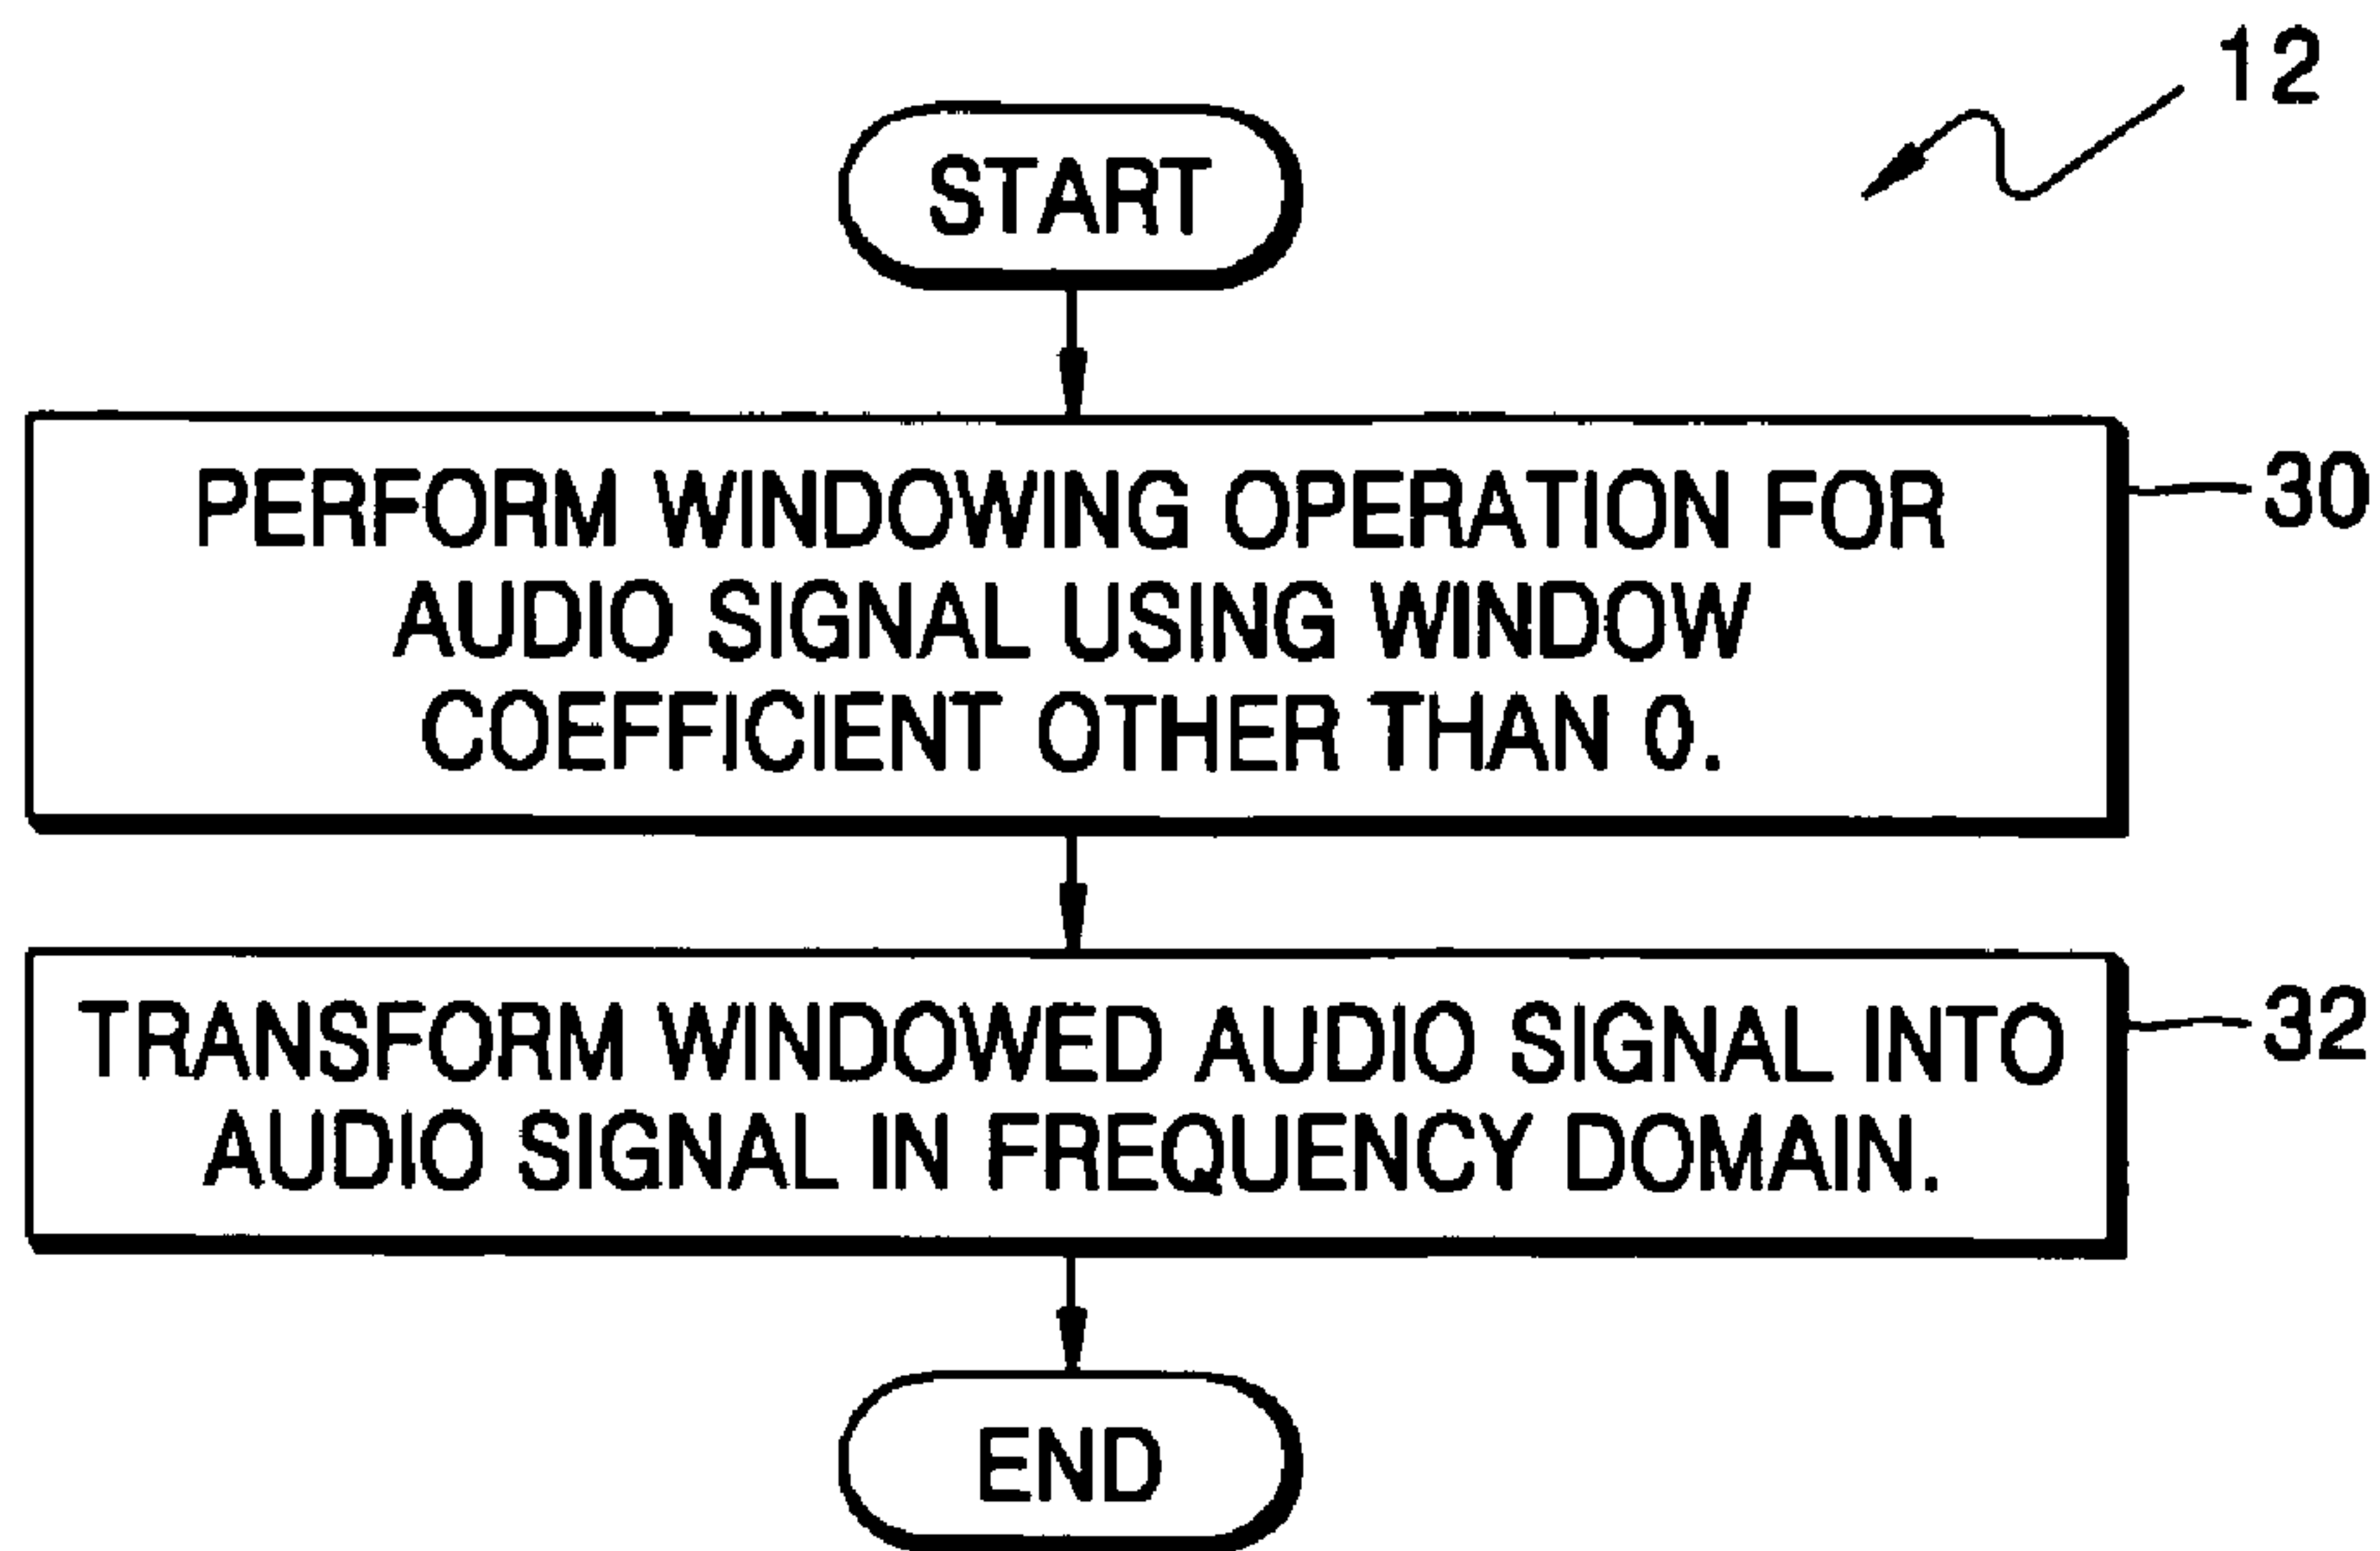 12
START
PERFORM WINDOWING OPERATION FOR
AUDIO SIGNAL USING WINDOW
COEFFICIENT OTHER THAN 0.
30
TRANSFORM WINDOWED AUDIO SIGNAL INTO
AUDIO SIGNAL IN FREQUENCY DOMAIN.
32
END